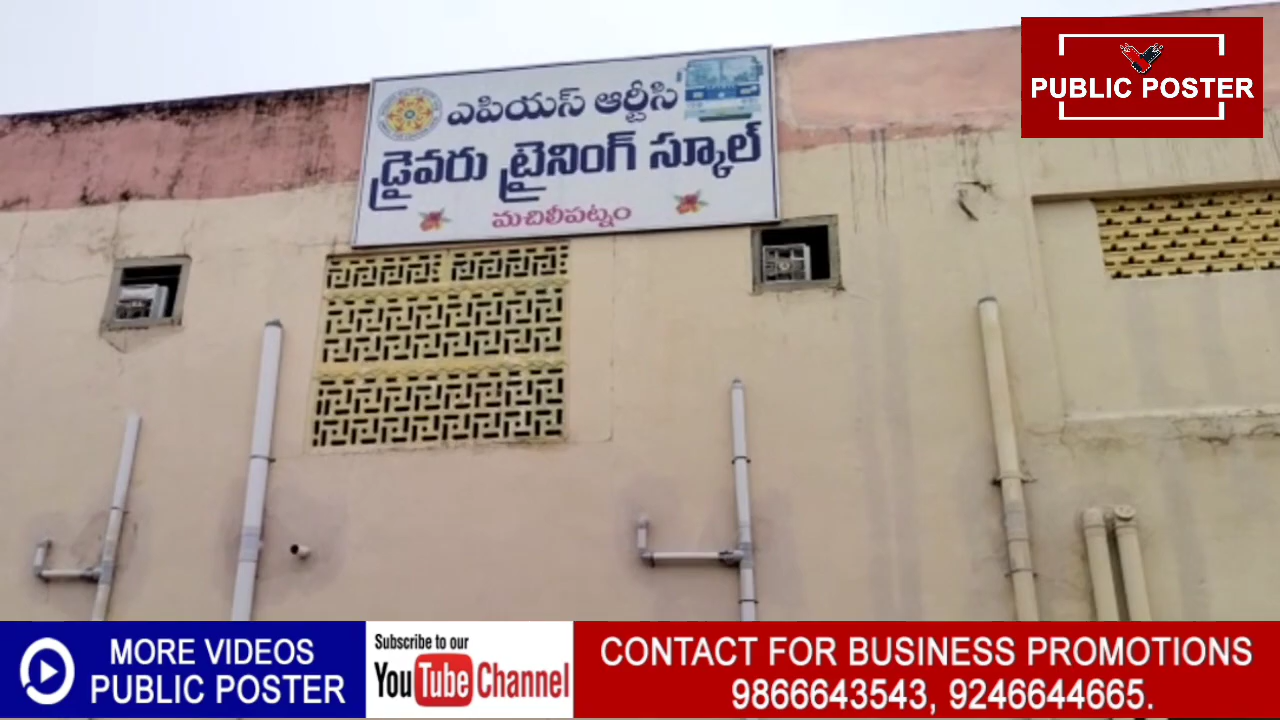 PUBLIC POSTER
ఎపియస్ ఆర్టీసి
డ్రైవరు ట్రైనింగ్ స్కూల్
మచిలీపట్నం
MORE VIDEOS
PUBLIC POSTER
Subscribe to our
YouTube Channel
CONTACT FOR BUSINESS PROMOTIONS
9866643543, 9246644665.